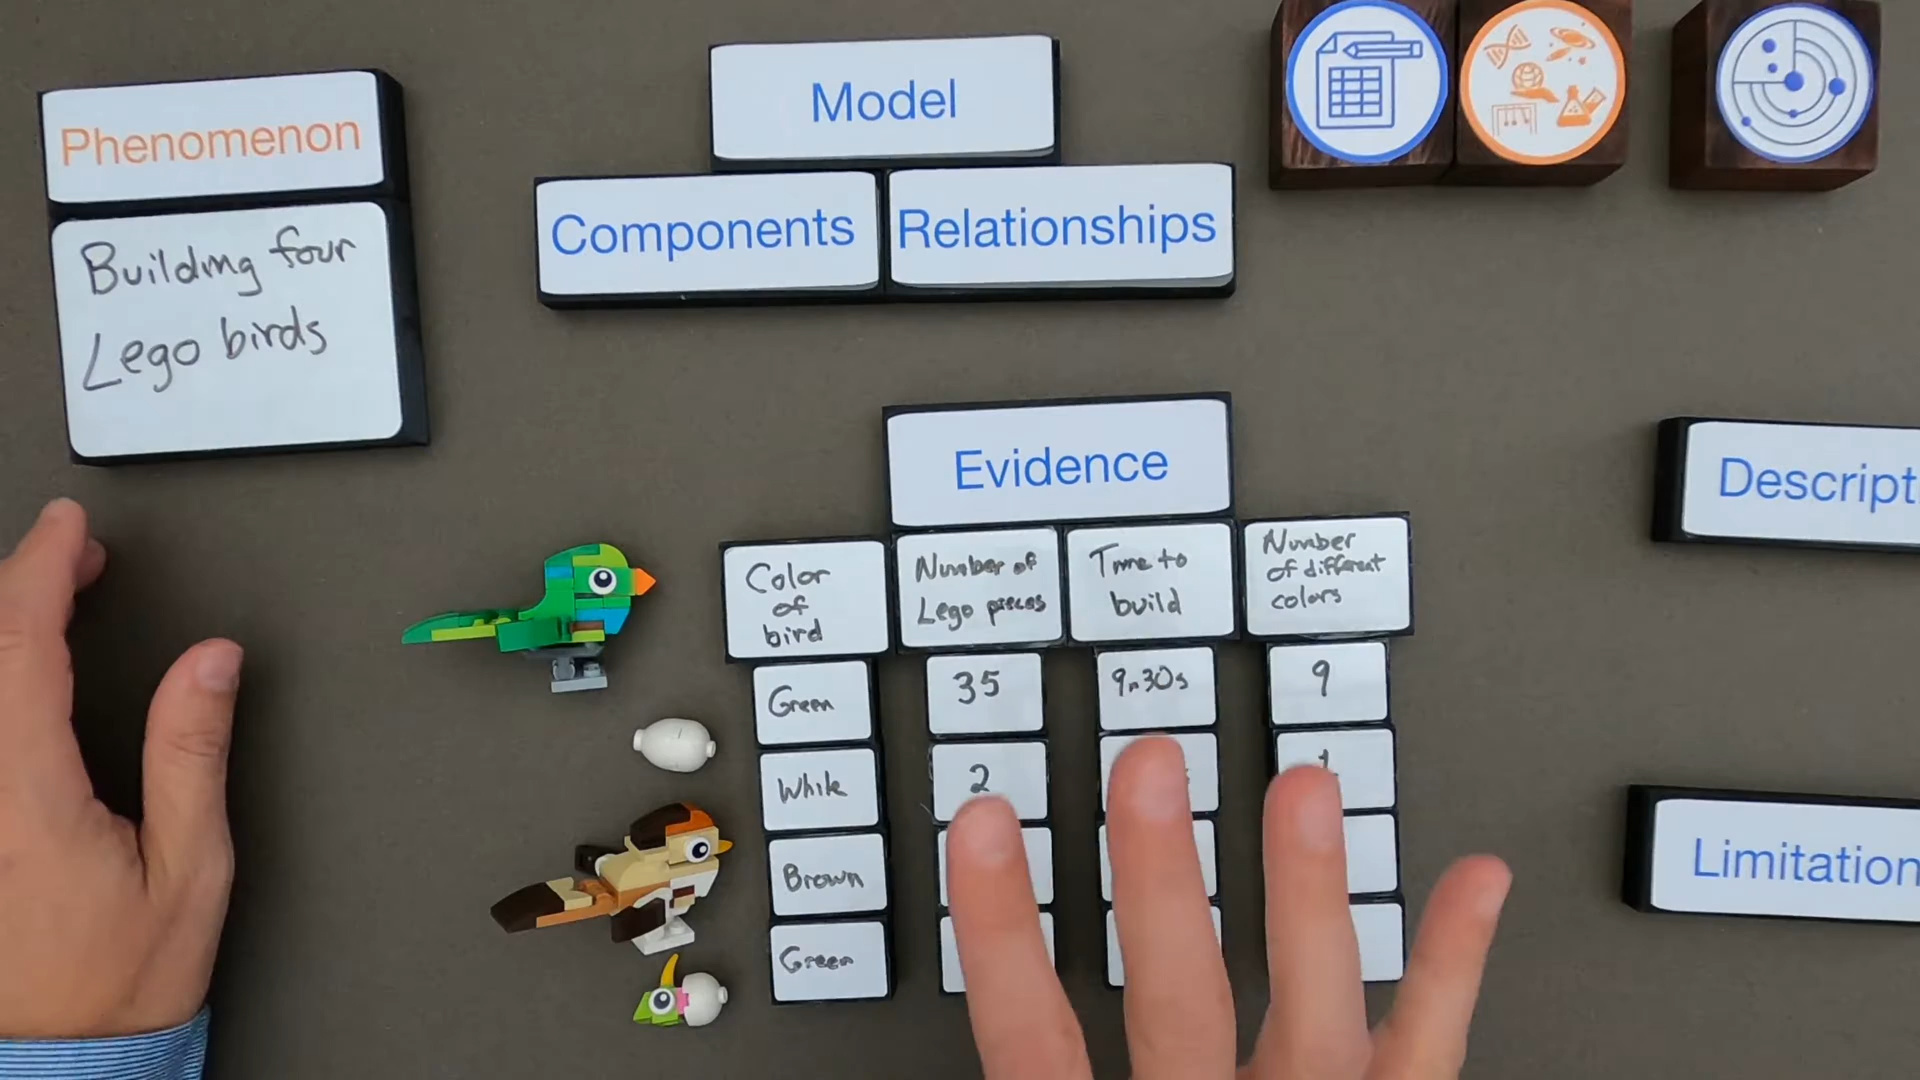 Phenomenon
Building four
Lego birds
Model
Components
Relationships
Evidence
Color
of
bird
Number of
Lego pieces
Time to
build
Number
of different
colors
Green
35
9m30s
9
White
2
1
Brown
Green
Descript
Limitation